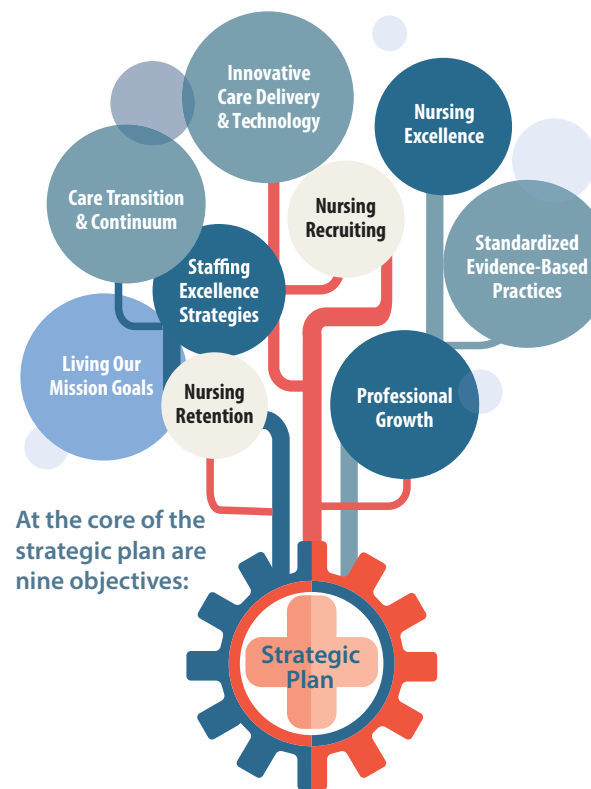 Innovative
Care Delivery
& Technology
Nursing
Excellence
Care Transition
& Continuum
Nursing
Recruiting
Standardized
Evidence-Based
Practices
Staffing
Excellence
Strategies
Living Our
Mission Goals
Nursing
Retention
Professional
Growth
At the core of the
strategic plan are
nine objectives:
Strategic
Plan